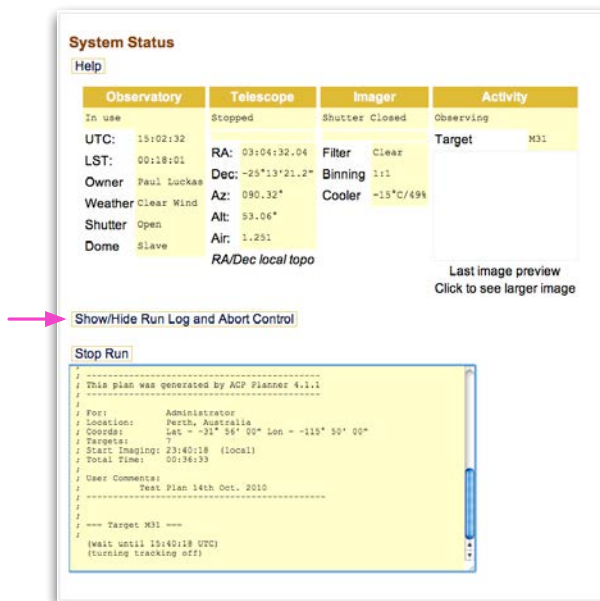 System Status
Help
Observatory Telescope Imager Activity
In use Stopped Shutter Closed Observing
UTC: 15:02:32
LST: 00:18:01
Owner Paul Luckas
Weather Clear Wind
Shutter Open
Dome Slave
RA: 03:04:32.04
Dec: -25°13'21.2"
Az: 090.32°
Alt: 53.06°
Air: 1.251
RA/Dec local topo
Filter Clear
Binning 1:1
Cooler -15°C/49%
Target M31
Last image preview
Click to see larger image
Show/Hide Run Log and Abort Control
Stop Run
;
; ---------------------------------------------
; This plan was generated by ACP Planner 4.1.1
; ---------------------------------------------
;
; For: Administrator
; Location: Perth, Australia
; Coords: Lat = -31° 56' 00" Lon = -115° 50' 00"
; Targets: 7
; Start Imaging: 23:40:18 (local)
; Total Time: 00:36:33
;
; User Comments:
; Test Plan 14th Oct. 2010
; ---------------------------------------------
;
;
; --- Target M31 ---
;
(wait until 15:40:18 UTC)
(turning tracking off)